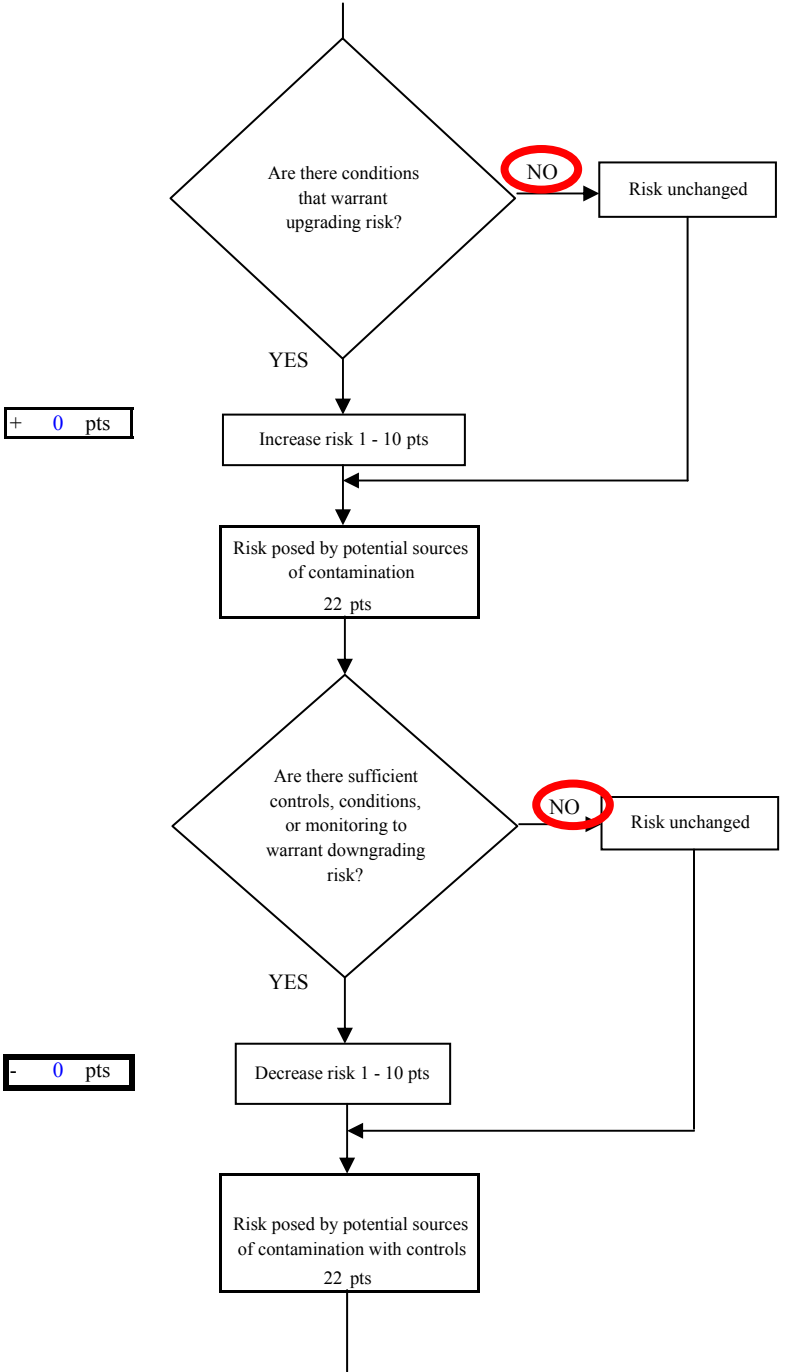 Are there conditions
that warrant
upgrading risk?
NO
Risk unchanged
YES
+ 0 pts
Increase risk 1 - 10 pts
Risk posed by potential sources
of contamination
22 pts
Are there sufficient
controls, conditions,
or monitoring to
warrant downgrading
risk?
NO
Risk unchanged
YES
- 0 pts
Decrease risk 1 - 10 pts
Risk posed by potential sources
of contamination with controls
22 pts